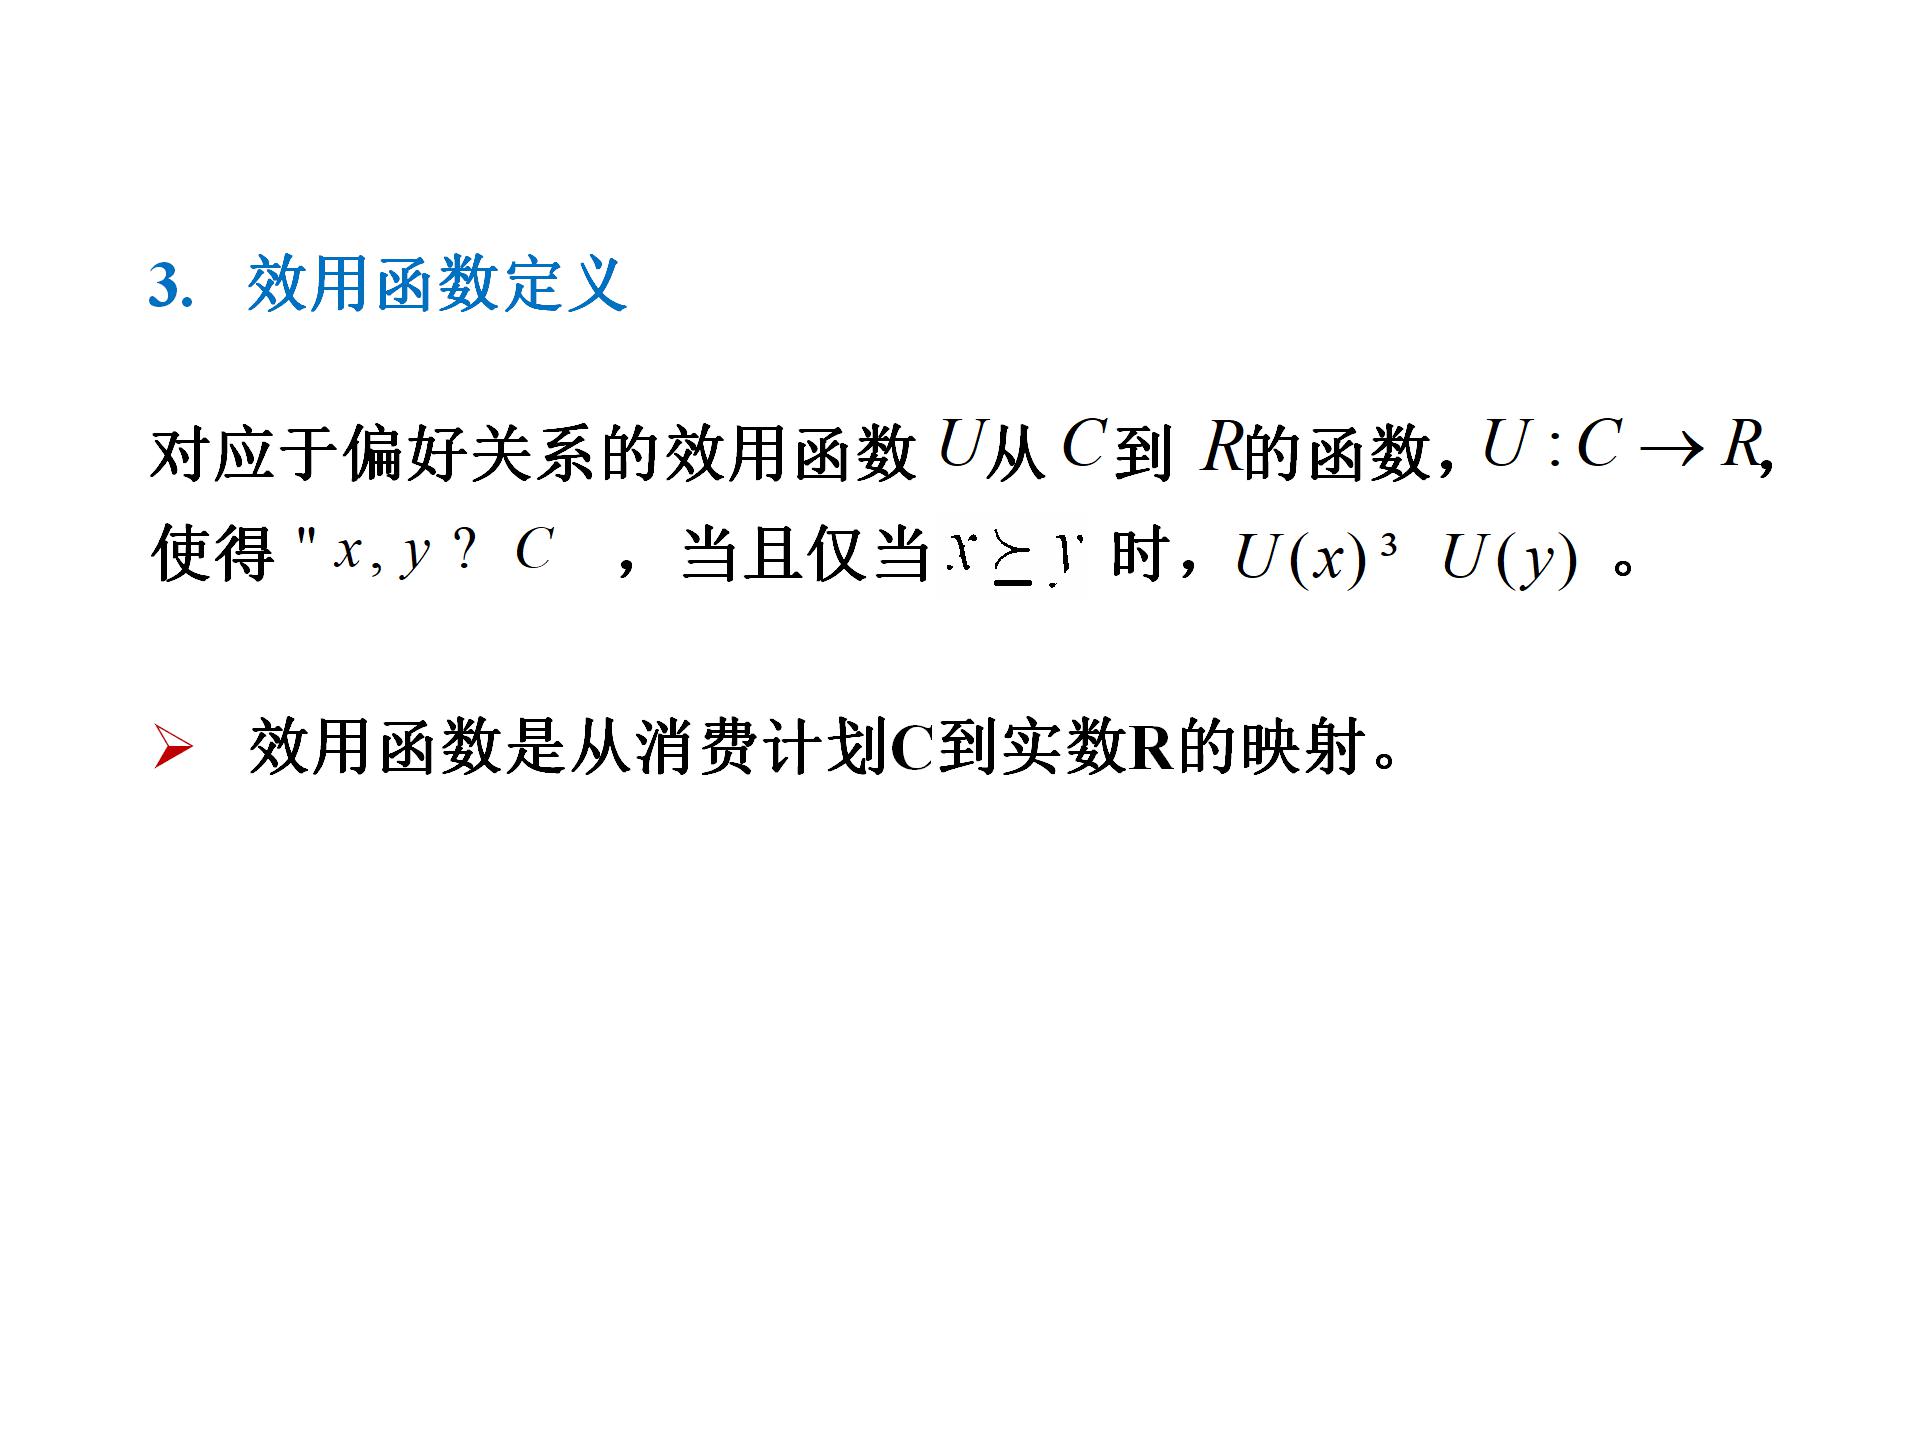 3. 效用函数定义
对应于偏好关系的效用函数 U从 C 到 R的函数，U : C → R，
使得 " x, y ? C ，当且仅当 x ⪰ y 时，U(x) ³ U(y) 。
➢ 效用函数是从消费计划C到实数R的映射。